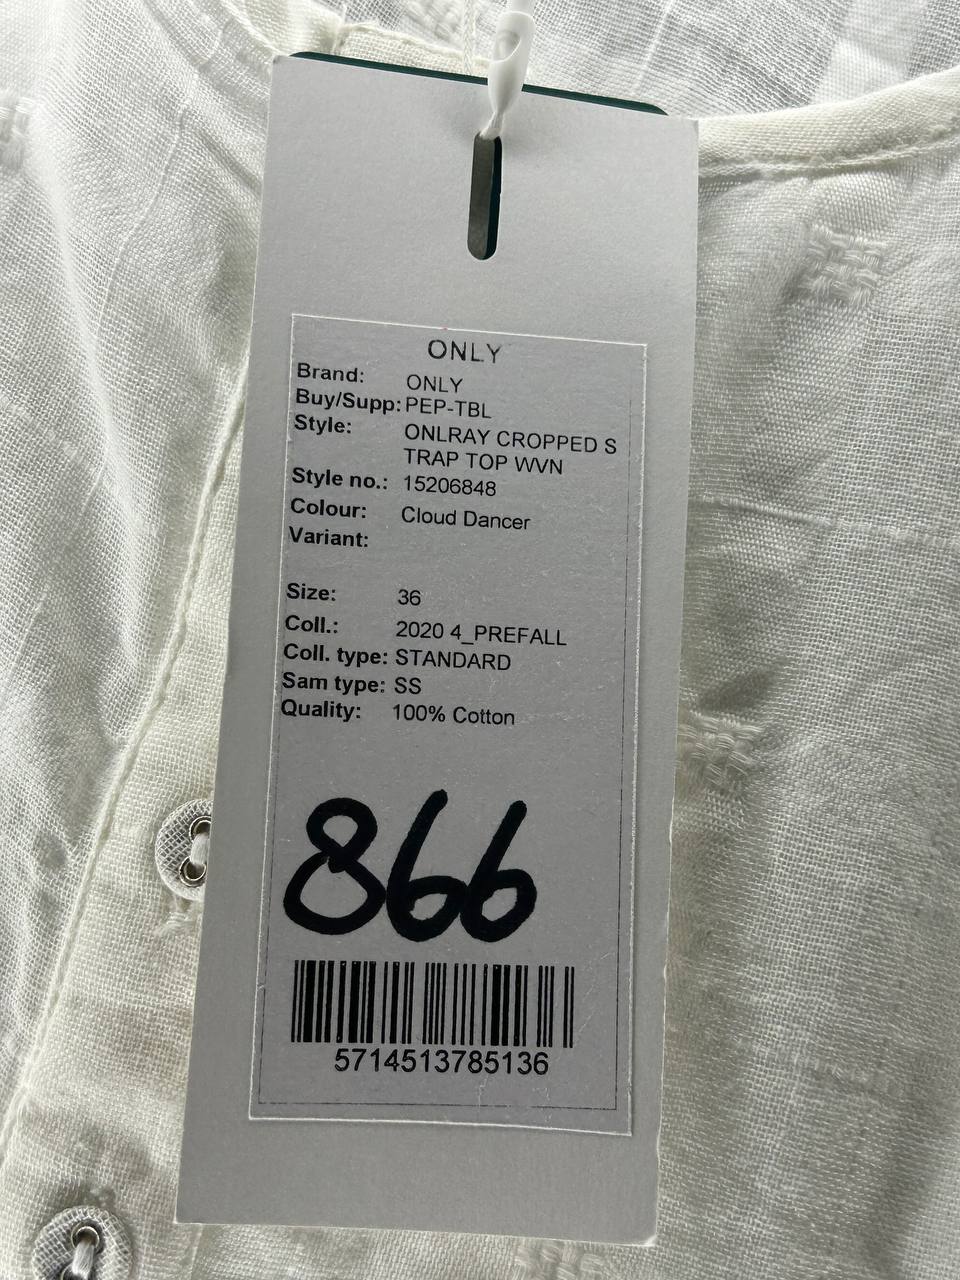 ONLY
Brand: ONLY
Buy/Supp: PEP-TBL
Style: ONLRAY CROPPED S
TRAP TOP WVN
Style no.: 15206848
Colour: Cloud Dancer
Variant:
Size: 36
Coll.: 2020 4_PREFALL
Coll. type: STANDARD
Sam type: SS
Quality: 100% Cotton
866
5714513785136